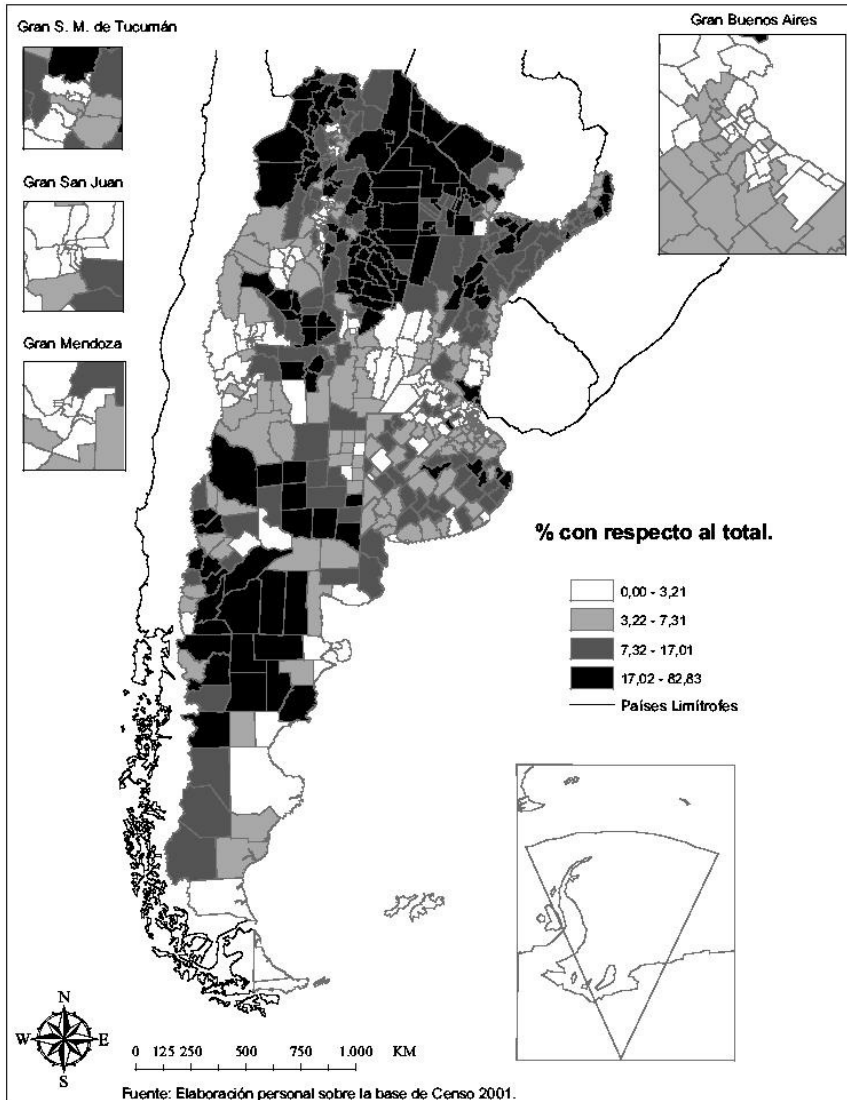 Gran S. M. de Tucumán
Gran Buenos Aires
Gran San Juan
Gran Mendoza
% con respecto al total.
0,00 - 3,21
3,22 - 7,31
7,32 - 17,01
17,02 - 82,83
Países Limítrofes
N
W E
S
0 125 250 500 750 1.000 KM
Fuente: Elaboración personal sobre la base de Censo 2001.